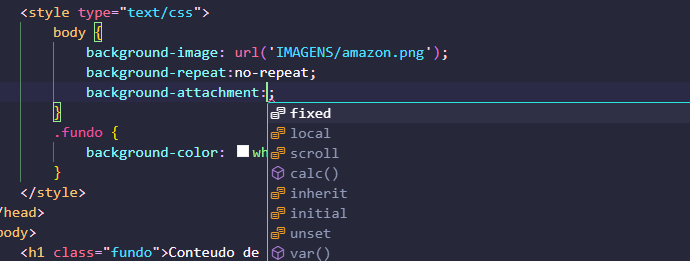 <style type="text/css">
body {
background-image: url('IMAGENS/amazon.png');
background-repeat:no-repeat;
background-attachment:;
}
fixed
.fundo {
local
background-color: wh
scroll
}
calc()
</style>
inherit
/head>
initial
body>
unset
<h1 class="fundo">Conteudo de
var()